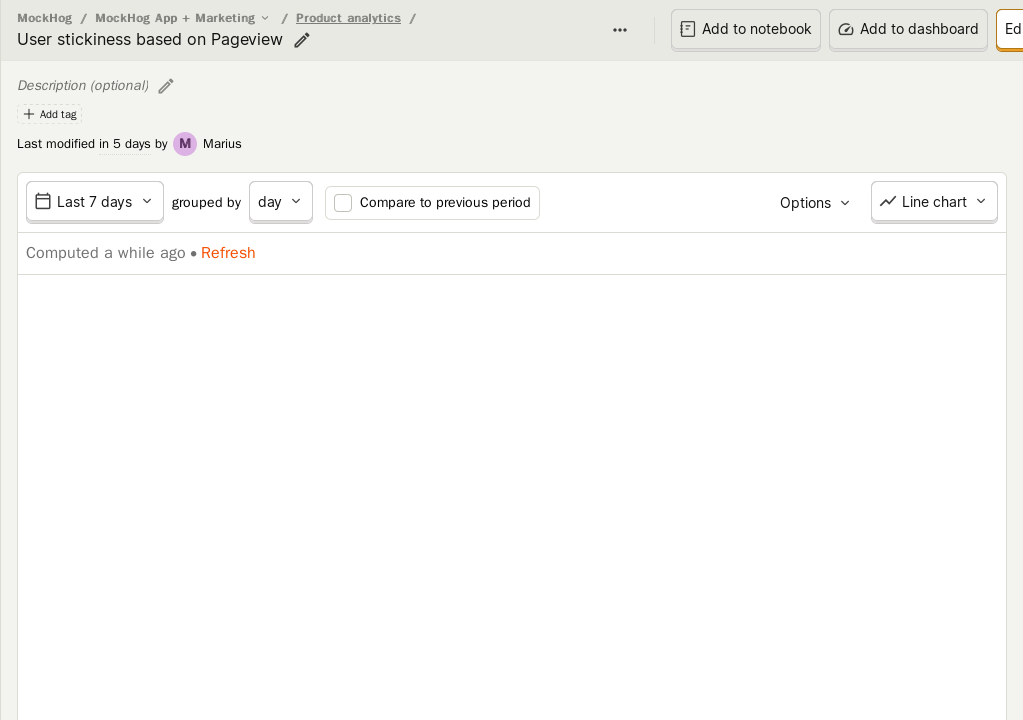 MockHog / MockHog App + Marketing / Product analytics /
User stickiness based on Pageview
Add to notebook
Add to dashboard
Ed
Description (optional)
Add tag
Last modified in 5 days by M Marius
Last 7 days grouped by day Compare to previous period Options Line chart
Computed a while ago • Refresh